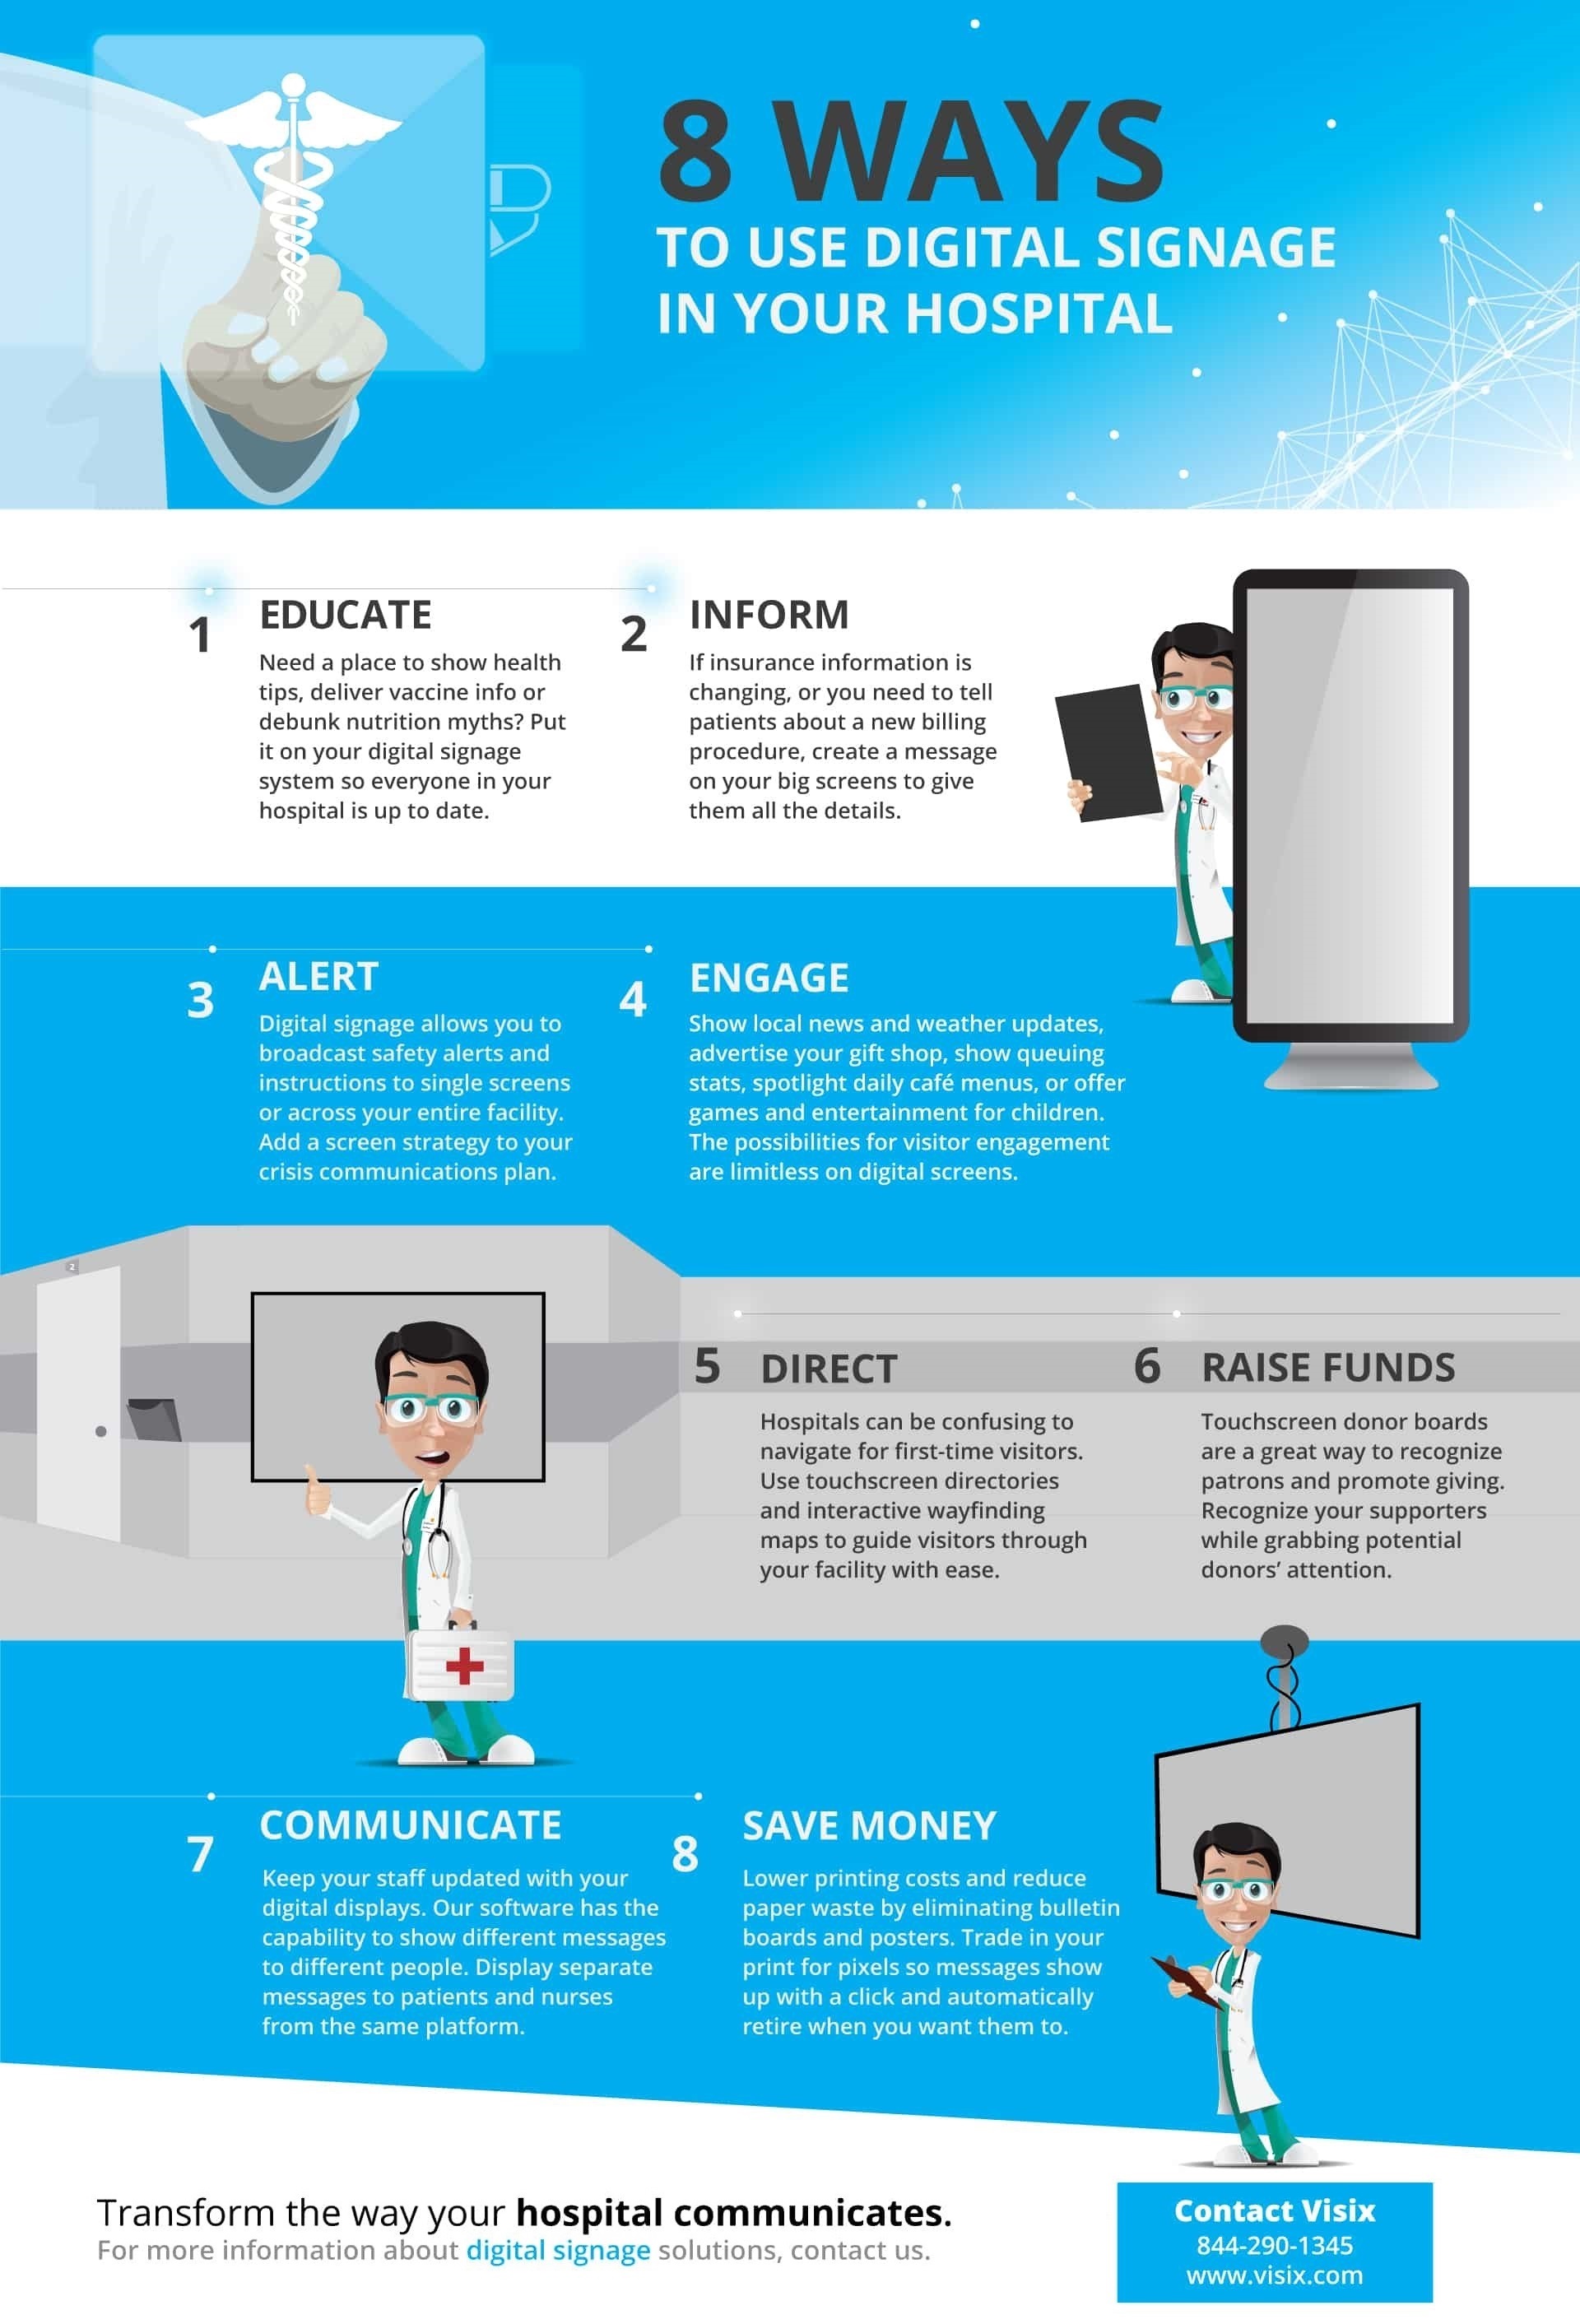 8 WAYS
TO USE DIGITAL SIGNAGE
IN YOUR HOSPITAL
1
EDUCATE
Need a place to show health
tips, deliver vaccine info or
debunk nutrition myths? Put
it on your digital signage
system so everyone in your
hospital is up to date.
2
INFORM
If insurance information is
changing, or you need to tell
patients about a new billing
procedure, create a message
on your big screens to give
them all the details.
3
ALERT
Digital signage allows you to
broadcast safety alerts and
instructions to single screens
or across your entire facility.
Add a screen strategy to your
crisis communications plan.
4
ENGAGE
Show local news and weather updates,
advertise your gift shop, show queuing
stats, spotlight daily café menus, or offer
games and entertainment for children.
The possibilities for visitor engagement
are limitless on digital screens.
2
5
DIRECT
Hospitals can be confusing to
navigate for first-time visitors.
Use touchscreen directories
and interactive wayfinding
maps to guide visitors through
your facility with ease.
6
RAISE FUNDS
Touchscreen donor boards
are a great way to recognize
patrons and promote giving.
Recognize your supporters
while grabbing potential
donors’ attention.
7
COMMUNICATE
Keep your staff updated with your
digital displays. Our software has the
capability to show different messages
to different people. Display separate
messages to patients and nurses
from the same platform.
8
SAVE MONEY
Lower printing costs and reduce
paper waste by eliminating bulletin
boards and posters. Trade in your
print for pixels so messages show
up with a click and automatically
retire when you want them to.
Transform the way your hospital communicates.
For more information about digital signage solutions, contact us.
Contact Visix
844-290-1345
www.visix.com